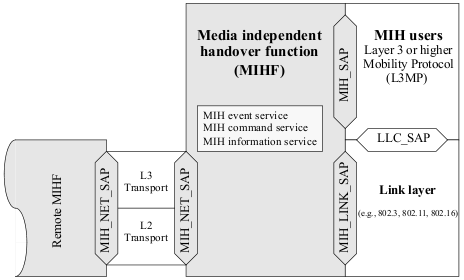 Media independent
handover function
(MIHF)
MIH_SAP
MIH users
Layer 3 or higher
Mobility Protocol
(L3MP)
MIH event service
MIH command service
MIH information service
LLC_SAP
Remote MIHF
MIH_NET_SAP
L3
Transport
L2
Transport
MIH_NET_SAP
MIH_LINK_SAP
Link layer
(e.g., 802.3, 802.11, 802.16)